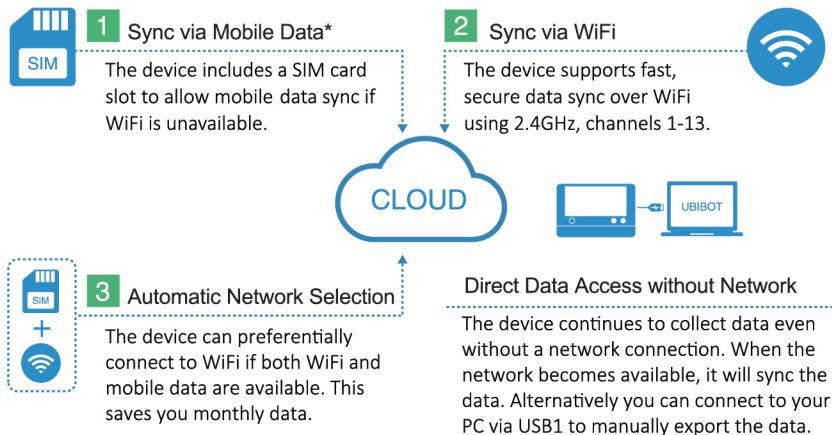 SIM
1 Sync via Mobile Data*
The device includes a SIM card
slot to allow mobile data sync if
WiFi is unavailable.
2 Sync via WiFi
The device supports fast,
secure data sync over WiFi
using 2.4GHz, channels 1-13.
CLOUD
UBIBOT
SIM
+
3 Automatic Network Selection
The device can preferentially
connect to WiFi if both WiFi and
mobile data are available. This
saves you monthly data.
Direct Data Access without Network
The device continues to collect data even
without a network connection. When the
network becomes available, it will sync the
data. Alternatively you can connect to your
PC via USB1 to manually export the data.